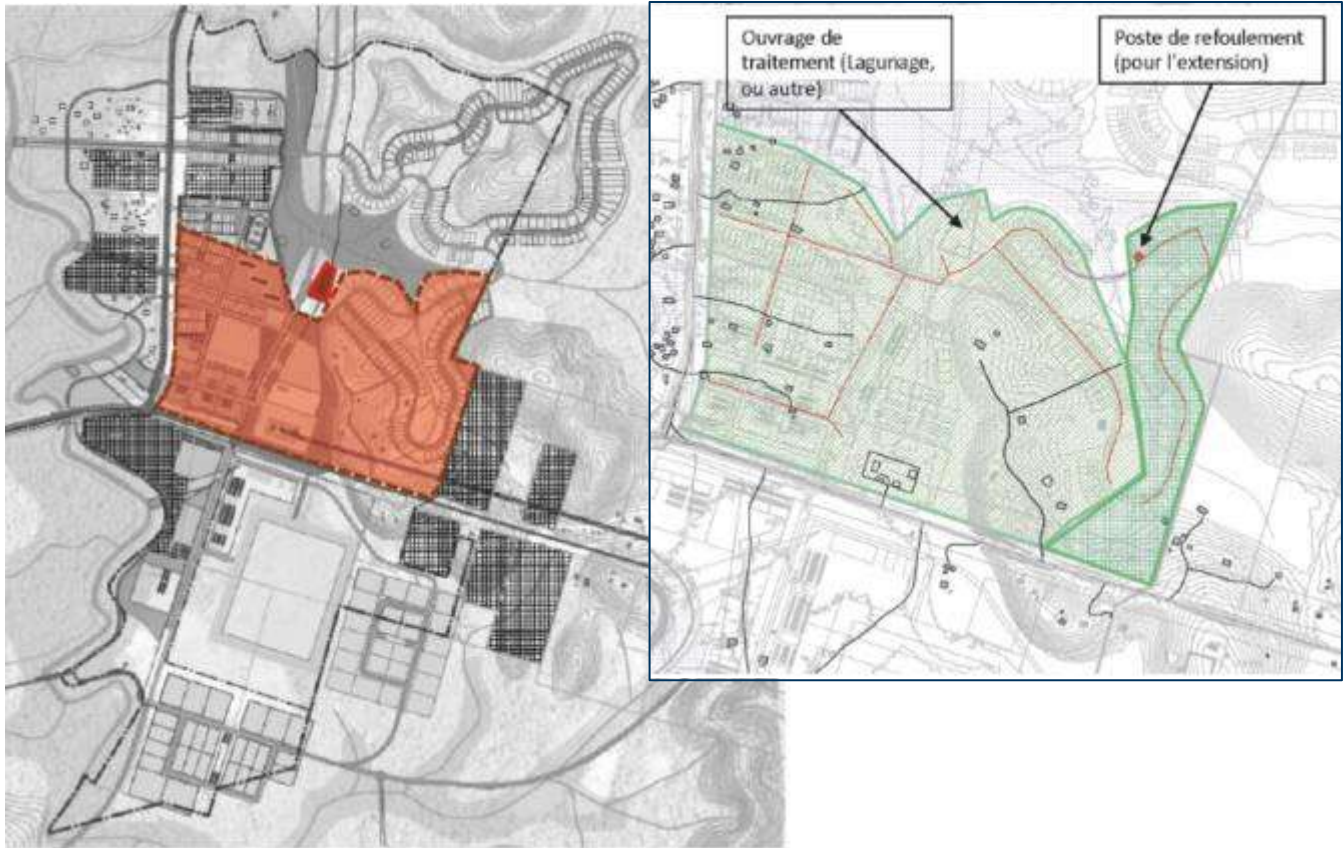 Ouvrage de
traitement (Lagunage,
ou autre)
Poste de refoulement
(pour l'extension)